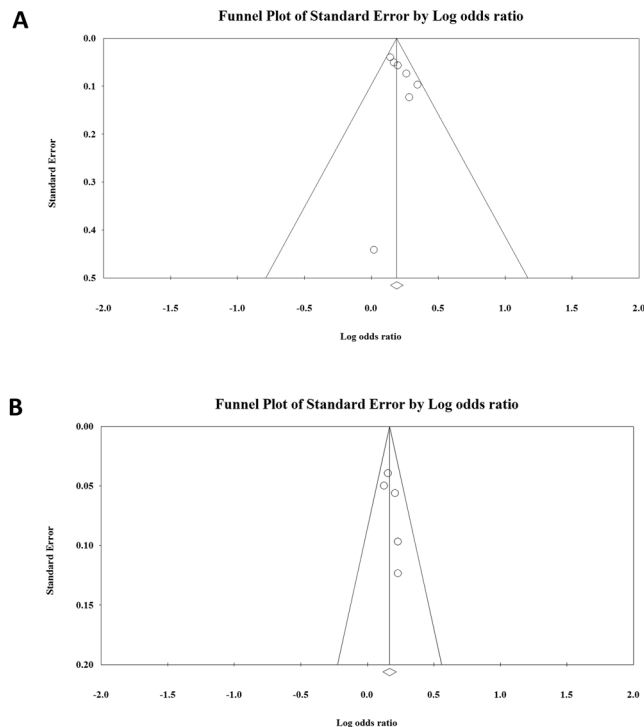 A
Funnel Plot of Standard Error by Log odds ratio
0.0
0.1
0.2
0.3
0.4
0.5
Standard Error
-2.0 -1.5 -1.0 -0.5 0.0 0.5 1.0 1.5 2.0
Log odds ratio
B
Funnel Plot of Standard Error by Log odds ratio
0.00
0.05
0.10
0.15
0.20
Standard Error
-2.0 -1.5 -1.0 -0.5 0.0 0.5 1.0 1.5 2.0
Log odds ratio